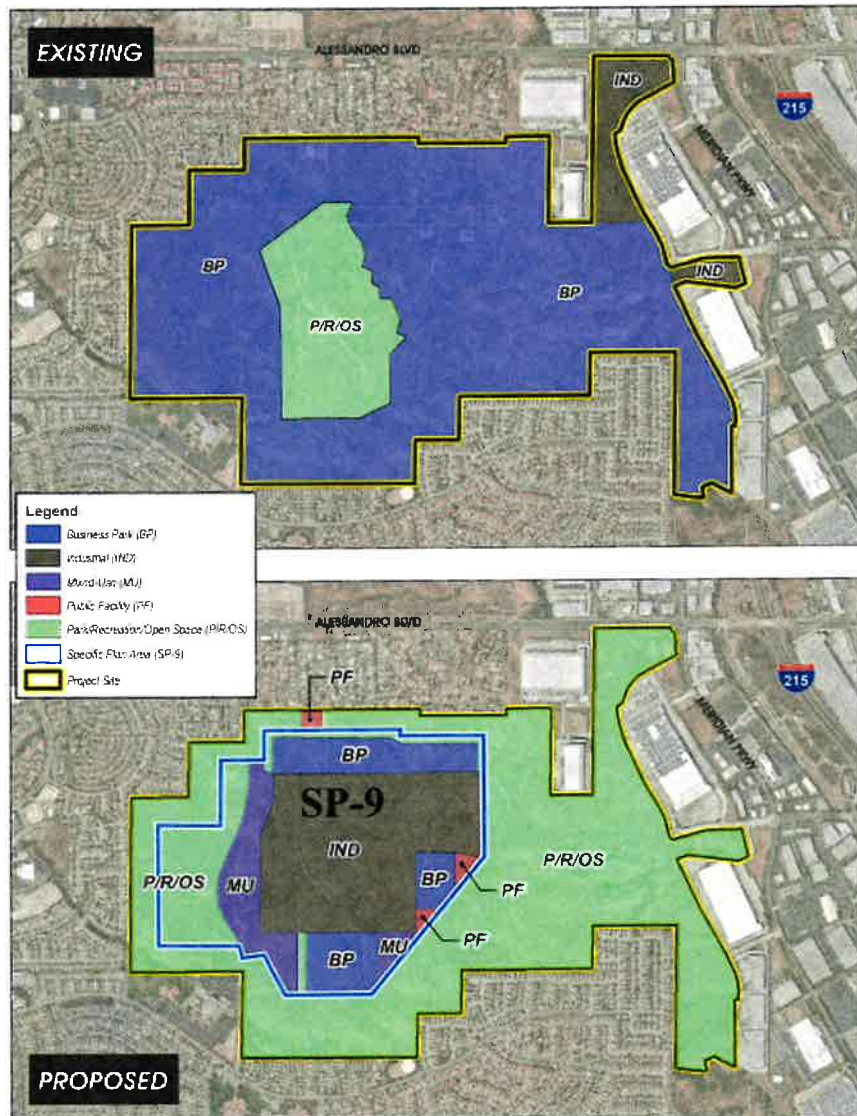 EXISTING
ALESSANDRO BLVD
IND
215
MERIDIAN PKWY
BP
IND
BP
P/R/OS
Legend
Business Park (BP)
Industrial (IND)
Mixed-Use (MU)
Public Facility (PF)
Park/Recreation/Open Space (P/R/OS)
Specific Plan Area (SP-9)
Project Site
ALESSANDRO BLVD
PF
215
MERIDIAN PKWY
BP
SP-9
IND
P/R/OS
P/R/OS
MU
BP
PF
PF
MU
BP
PROPOSED